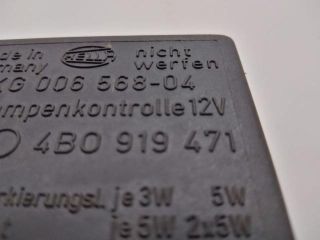 de in HELLA nicht
rmany werfen
KG 006 568-04
mpenkontrolle 12V
4B0 919 471
rkierungsl. je 3W 5W
t je 5W 2x5W